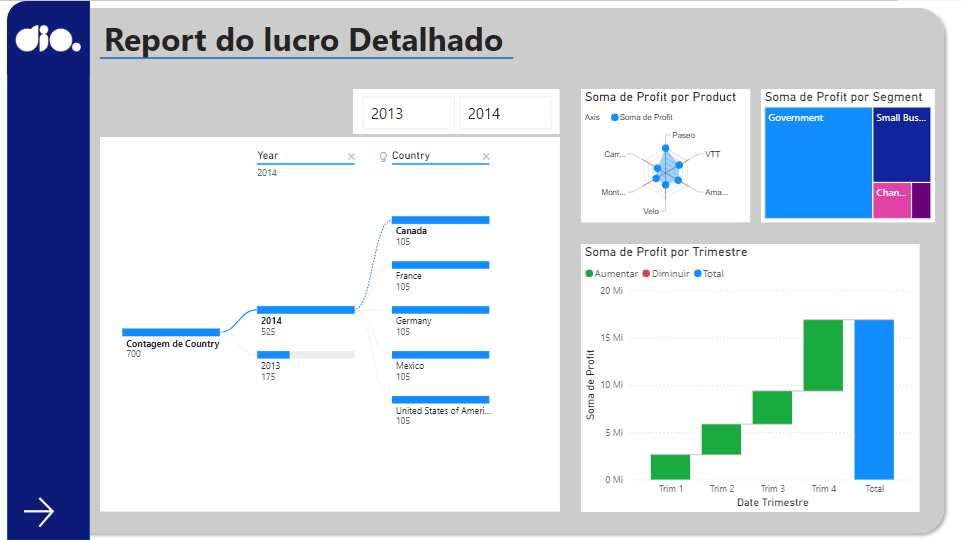 dio.
Report do lucro Detalhado
2013
2014
Year
2014
Country
Contagem de Country
700
2014
525
2013
175
Canada
105
France
105
Germany
105
Mexico
105
United States of Ameri...
105
Soma de Profit por Product
Axis
Soma de Profit
Paseo
VTT
Ama...
Velo
Mont...
Carr...
Soma de Profit por Segment
Government
Small Bus...
Chan...
Soma de Profit por Trimestre
Aumentar
Diminuir
Total
Soma de Profit
20 Mi
15 Mi
10 Mi
5 Mi
0 Mi
Trim 1
Trim 2
Trim 3
Trim 4
Total
Date Trimestre